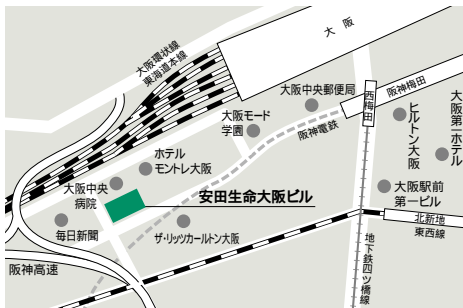 大阪
大阪環状線
東海道本線
大阪中央郵便局
阪神梅田
西梅田
大阪モード
学園
阪神電鉄
ヒルトン大阪
大阪第一ホテル
ホテル
モントレ大阪
大阪中央
病院
安田生命大阪ビル
大阪駅前
第一ビル
毎日新聞
ザ・リッツカールトン大阪
北新地
東西線
阪神高速
地下鉄四ツ橋線